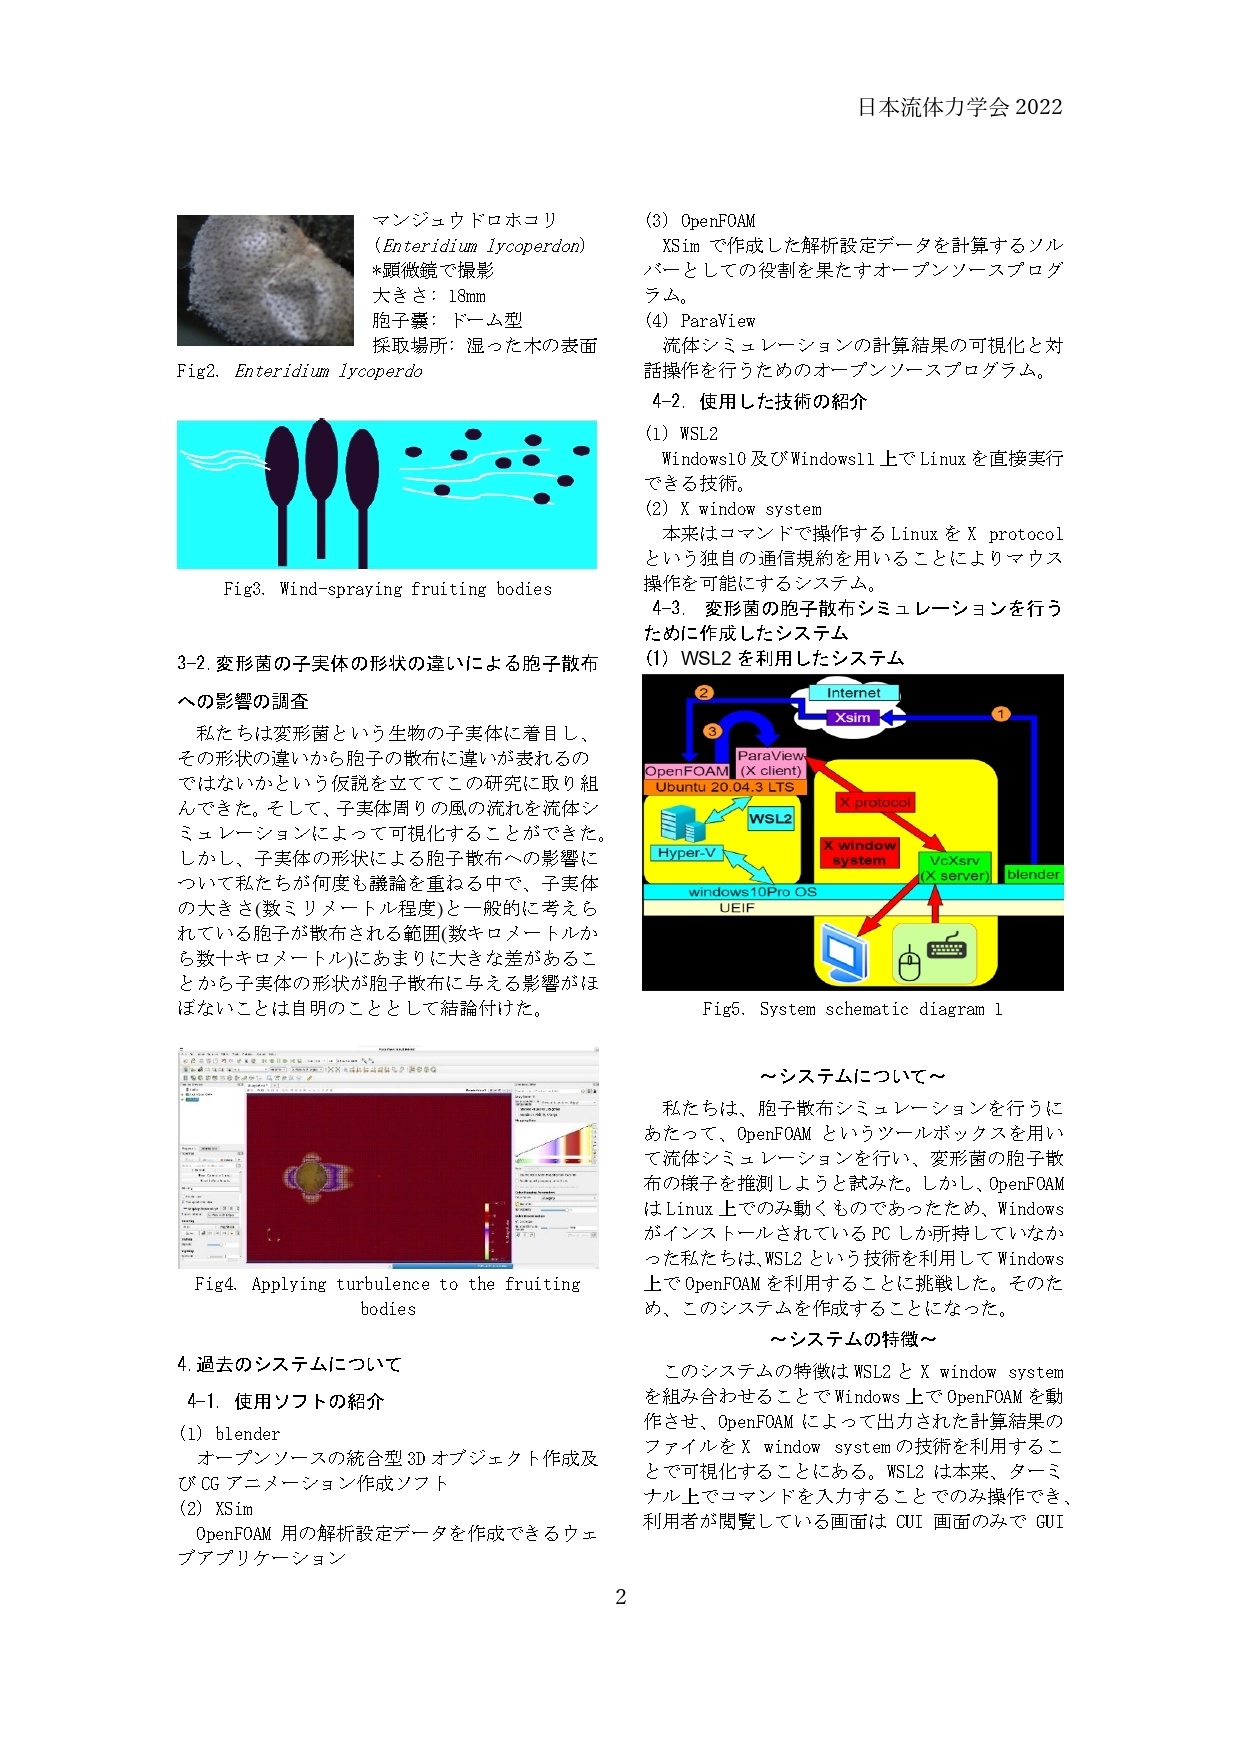 日本流体力学会 2022
マンジュウドロホコリ
(Enteridium lycoperdon)
*顕微鏡で撮影
大きさ: 18mm
胞子嚢: ドーム型
採取場所: 湿った木の表面
Fig2. Enteridium lycoperdo
Fig3. Wind-spraying fruiting bodies
3-2.変形菌の子実体の形状の違いによる胞子散布
への影響の調査
私たちは変形菌という生物の子実体に着目し、
その形状の違いから胞子の散布に違いが表れるの
ではないかという仮説を立ててこの研究に取り組
んできた。そして、子実体周りの風の流れを流体シ
ミュレーションによって可視化することができた。
しかし、子実体の形状による胞子散布への影響に
ついて私たちが何度も議論を重ねる中で、子実体
の大きさ(数ミリメートル程度)と一般的に考えら
れている胞子が散布される範囲(数キロメートルか
ら数十キロメートル)にあまりに大きな差があるこ
とから子実体の形状が胞子散布に与える影響がほ
ぼないことは自明のこととして結論付けた。
Fig4. Applying turbulence to the fruiting
bodies
4.過去のシステムについて
4-1. 使用ソフトの紹介
(1) blender
オープンソースの統合型 3D オブジェクト作成及
び CG アニメーション作成ソフト
(2) XSim
OpenFOAM 用の解析設定データを作成できるウェ
ブアプリケーション
(3) OpenFOAM
XSim で作成した解析設定データを計算するソル
バーとしての役割を果たすオープンソースプログ
ラム。
(4) ParaView
流体シミュレーションの計算結果の可視化と対
話操作を行うためのオープンソースプログラム。
4-2. 使用した技術の紹介
(1) WSL2
Windows10 及び Windows11 上で Linux を直接実行
できる技術。
(2) X window system
本来はコマンドで操作する Linux を X protocol
という独自の通信規約を用いることによりマウス
操作を可能にするシステム。
4-3. 変形菌の胞子散布シミュレーションを行う
ために作成したシステム
(1) WSL2 を利用したシステム
2
Internet
Xsim
1
3
ParaView
(X client)
OpenFOAM
Ubuntu 20.04.3 LTS
X protocol
WSL2
X window
system
Hyper-V
VcXsrv
(X server)
blender
windows10Pro OS
UEIF
Fig5. System schematic diagram 1
～システムについて～
私たちは、胞子散布シミュレーションを行うに
あたって、OpenFOAM というツールボックスを用い
て流体シミュレーションを行い、変形菌の胞子散
布の様子を推測しようと試みた。しかし、OpenFOAM
は Linux 上でのみ動くものであったため、Windows
がインストールされている PC しか所持していなか
った私たちは、WSL2 という技術を利用して Windows
上で OpenFOAM を利用することに挑戦した。そのた
め、このシステムを作成することになった。
～システムの特徴～
このシステムの特徴は WSL2 と X window system
を組み合わせることで Windows 上で OpenFOAM を動
作させ、OpenFOAM によって出力された計算結果の
ファイルを X window system の技術を利用するこ
とで可視化することにある。WSL2 は本来、ターミ
ナル上でコマンドを入力することでのみ操作でき、
利用者が閲覧している画面は CUI 画面のみで GUI
2